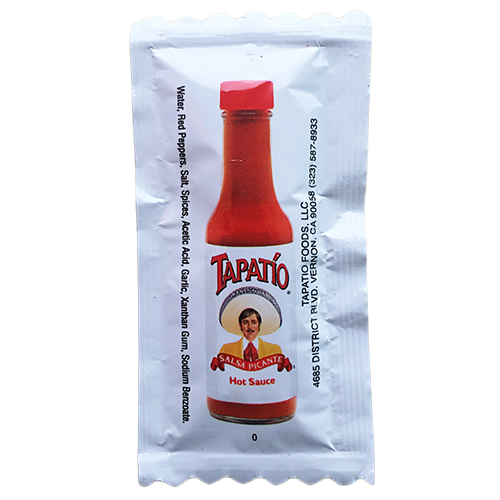 Water, Red Peppers, Salt, Spices, Acetic Acid, Garlic, Xanthan Gum, Sodium Benzoate.
TAPATÍO®
SALSA PICANTE®
Hot Sauce
0
TAPATIO FOODS, LLC
4685 DISTRICT BLVD. VERNON, CA 90058 (323) 587-8933